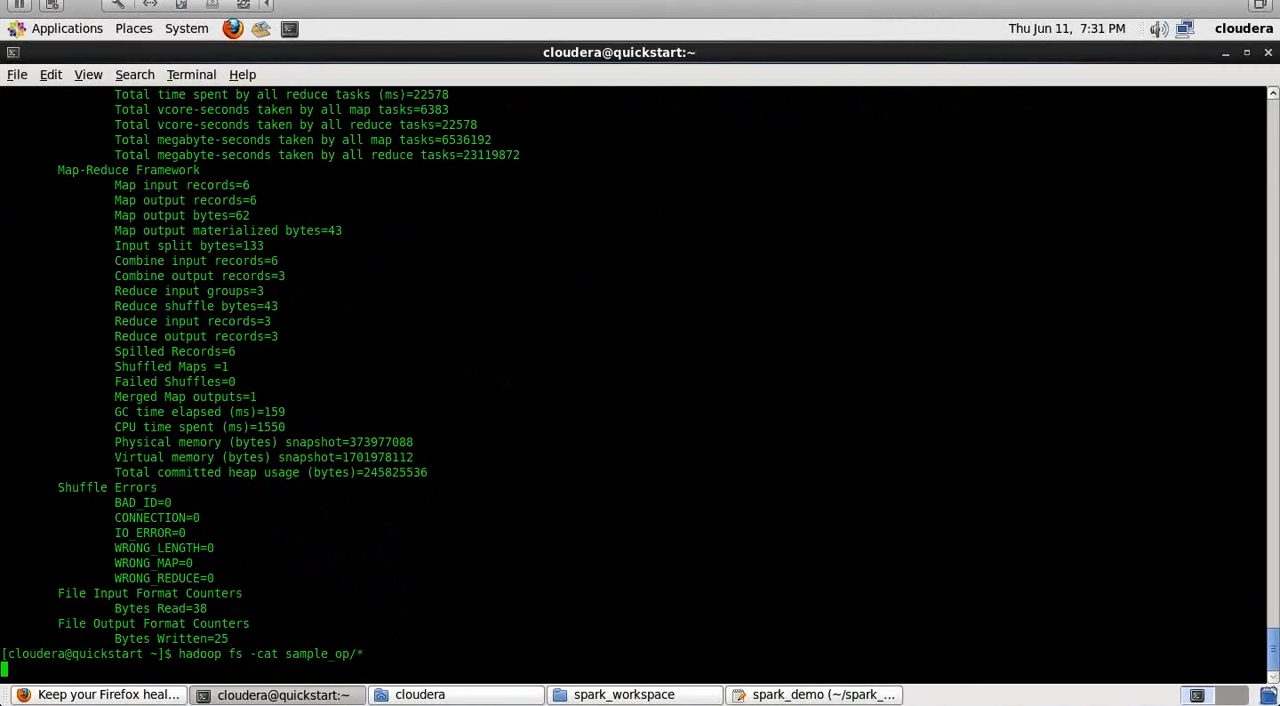 Applications Places System Thu Jun 11, 7:31 PM cloudera
cloudera@quickstart:~
File Edit View Search Terminal Help
Total time spent by all reduce tasks (ms)=22578
Total vcore-seconds taken by all map tasks=6383
Total vcore-seconds taken by all reduce tasks=22578
Total megabyte-seconds taken by all map tasks=6536192
Total megabyte-seconds taken by all reduce tasks=23119872
Map-Reduce Framework
Map input records=6
Map output records=6
Map output bytes=62
Map output materialized bytes=43
Input split bytes=133
Combine input records=6
Combine output records=3
Reduce input groups=3
Reduce shuffle bytes=43
Reduce input records=3
Reduce output records=3
Spilled Records=6
Shuffled Maps =1
Failed Shuffles=0
Merged Map outputs=1
GC time elapsed (ms)=159
CPU time spent (ms)=1550
Physical memory (bytes) snapshot=373977088
Virtual memory (bytes) snapshot=1701978112
Total committed heap usage (bytes)=245825536
Shuffle Errors
BAD_ID=0
CONNECTION=0
IO_ERROR=0
WRONG_LENGTH=0
WRONG_MAP=0
WRONG_REDUCE=0
File Input Format Counters
Bytes Read=38
File Output Format Counters
Bytes Written=25
[cloudera@quickstart ~]$ hadoop fs -cat sample_op/*
Keep your Firefox heal... cloudera@quickstart:~ cloudera spark_workspace spark_demo (~/spark_...